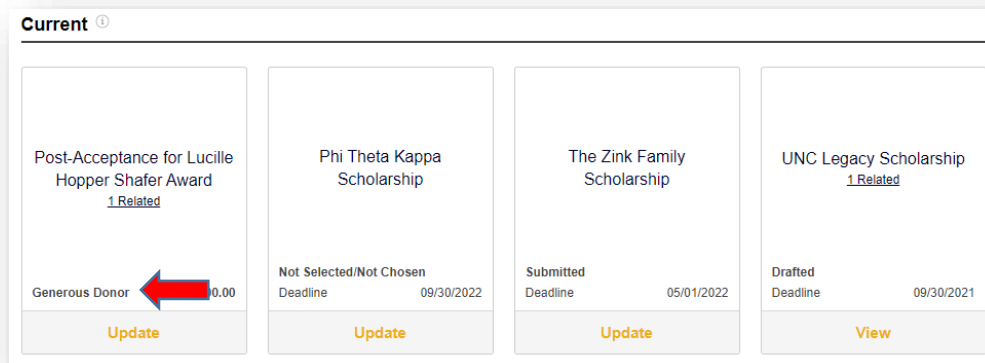 Current
Post-Acceptance for Lucille
Hopper Shafer Award
1 Related
Generous Donor
Update
Phi Theta Kappa
Scholarship
Not Selected/Not Chosen
Deadline 09/30/2022
Update
The Zink Family
Scholarship
Submitted
Deadline 05/01/2022
Update
UNC Legacy Scholarship
1 Related
Drafted
Deadline 09/30/2021
View